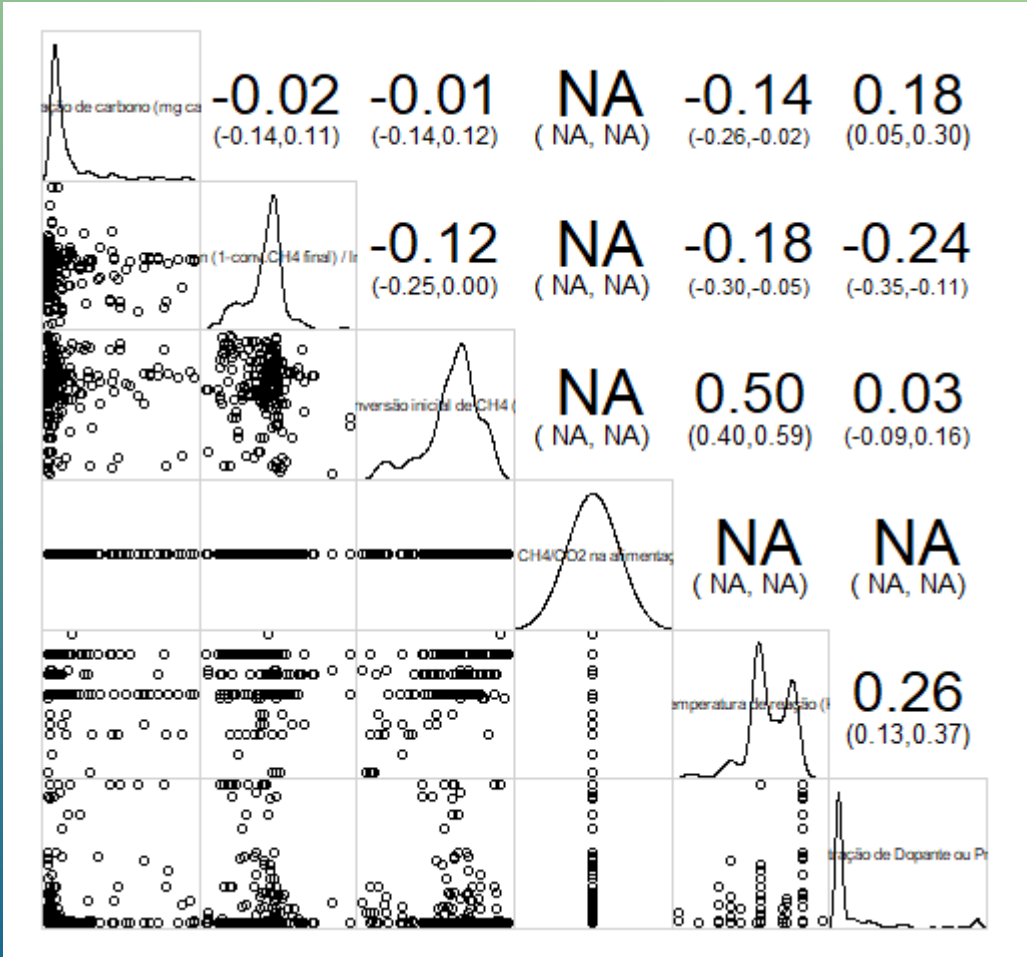 ação de carbono (mg ca
-0.02
-0.01
NA
-0.14
0.18
(-0.14,0.11)
(-0.14,0.12)
( NA, NA)
(-0.26,-0.02)
(0.05,0.30)
n (1-conv.CH4 final) / In
-0.12
NA
-0.18
-0.24
(-0.25,0.00)
( NA, NA)
(-0.30,-0.05)
(-0.35,-0.11)
nversão inicial de CH4 (
NA
0.50
0.03
( NA, NA)
(0.40,0.59)
(-0.09,0.16)
CH4/CO2 na alimentaç
NA
NA
( NA, NA)
( NA, NA)
emperatura de reação (K
0.26
(0.13,0.37)
tração de Dopante ou Pr